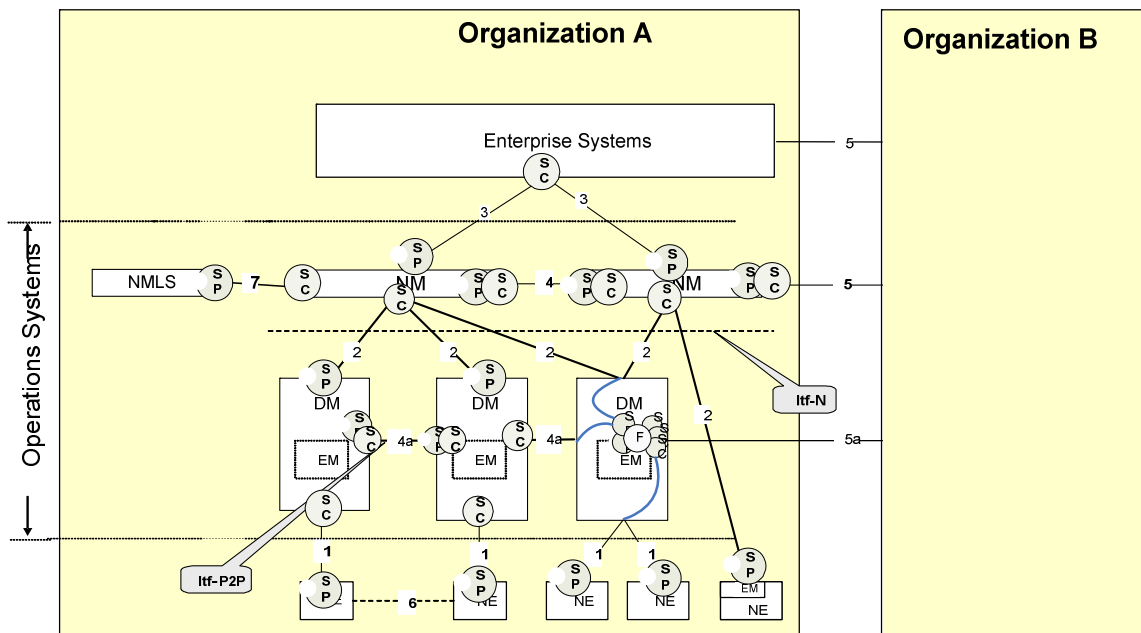 Organization A
Organization B
Enterprise Systems
5
S
C
3
3
S
P
S
P
NMLS
S
P
7
S
C
NM
S
P
S
C
4
S
P
S
C
NM
S
P
S
C
5
S
C
S
C
Operations Systems
2
2
2
2
Itf-N
2
S
P
S
P
DM
DM
DM
S
P
S
C
4a
S
P
S
C
S
C
4a
S
S
F
5a
EM
EM
EM
S
C
S
C
1
1
1
1
Itf-P2P
S
P
6
S
P
NE
S
P
NE
S
P
NE
S
P
EM
NE